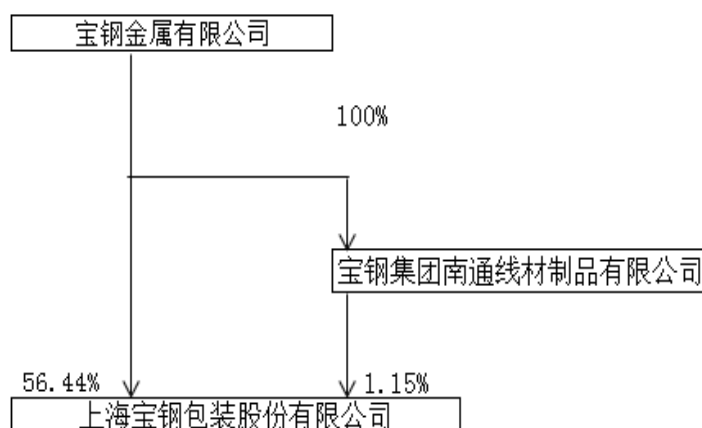 宝钢金属有限公司
100%
宝钢集团南通线材制品有限公司
56.44%
1.15%
上海宝钢包装股份有限公司